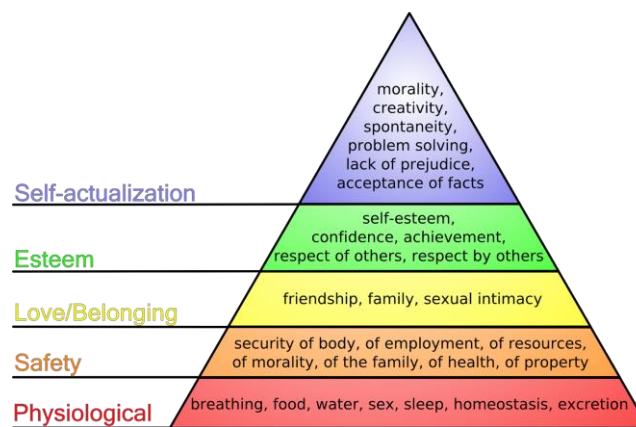 morality,
creativity,
spontaneity,
problem solving,
lack of prejudice,
acceptance of facts
Self-actualization
self-esteem,
confidence, achievement,
respect of others, respect by others
Esteem
friendship, family, sexual intimacy
Love/Belonging
security of body, of employment, of resources,
of morality, of the family, of health, of property
Safety
breathing, food, water, sex, sleep, homeostasis, excretion
Physiological